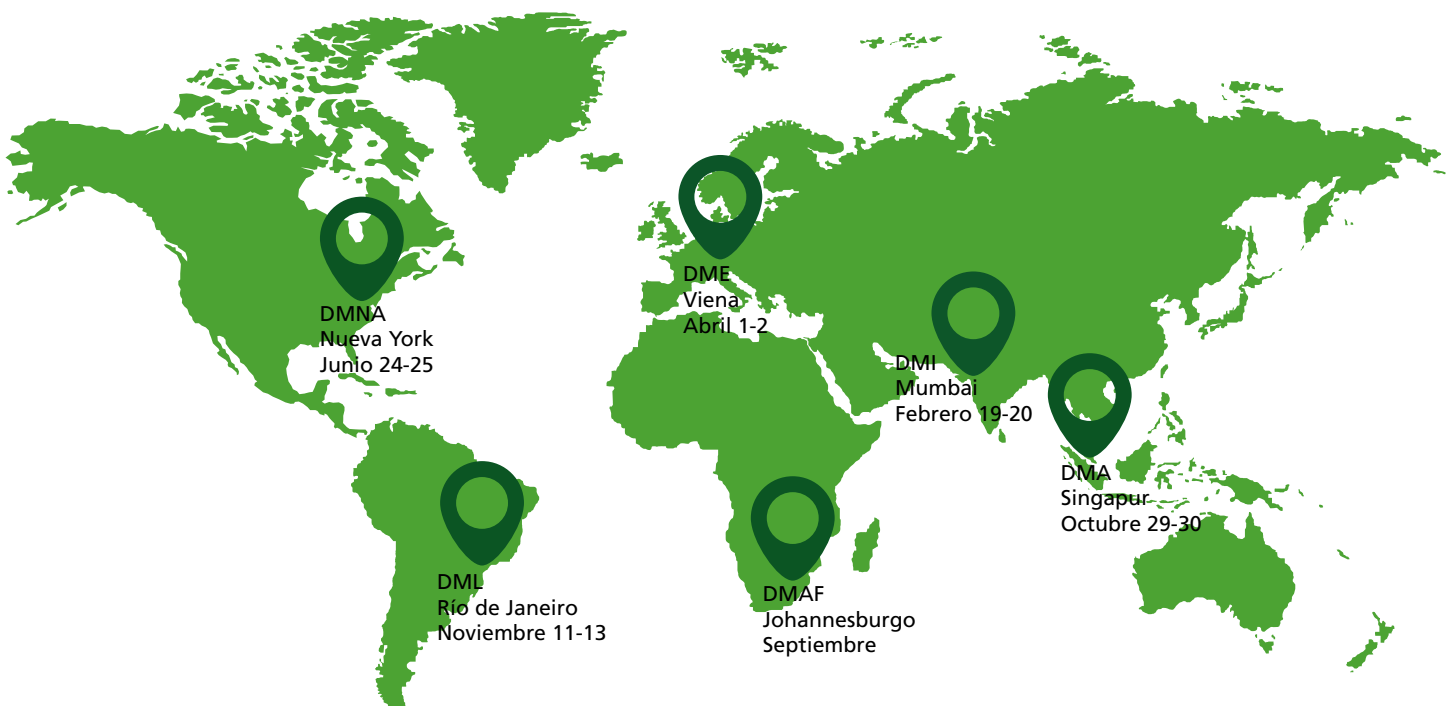 DME
Viena
Abril 1-2
DMNA
Nueva York
Junio 24-25
DMI
Mumbai
Febrero 19-20
DMA
Singapur
Octubre 29-30
DML
Río de Janeiro
Noviembre 11-13
DMAF
Johannesburgo
Septiembre